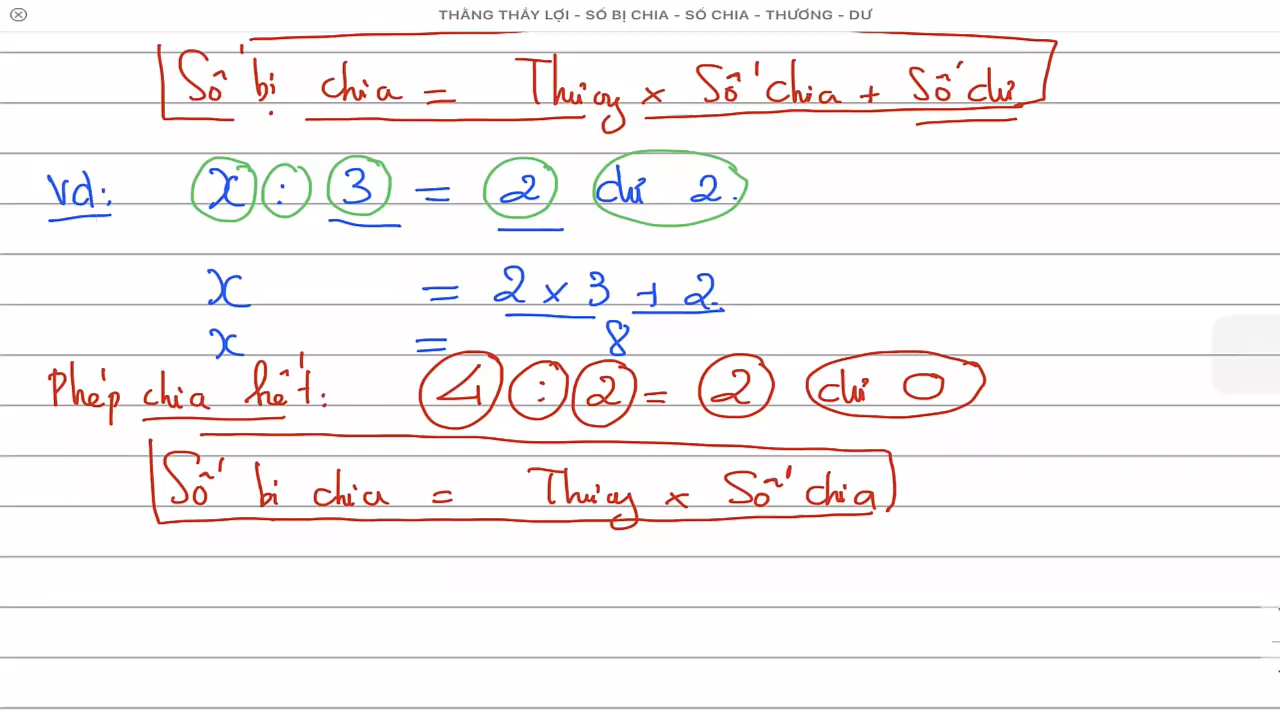 THẰNG THẦY LỢI - SỐ BỊ CHIA - SỐ CHIA - THƯƠNG - DƯ
Số bị chia = Thương × Số chia + Số dư
Vd: x : 3 = 2 dư 2.
x = 2 × 3 + 2
x = 8
Phép chia hết: 4 : 2 = 2 dư 0
Số bi chia = Thương × Số chia